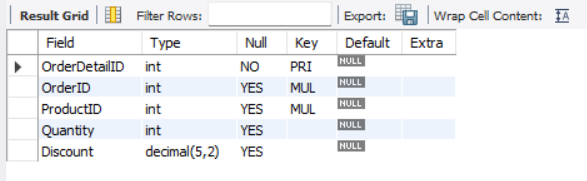 Result Grid Filter Rows: Export: Wrap Cell Content: IA
Field Type Null Key Default Extra
OrderDetailID int NO PRI NULL
OrderID int YES MUL NULL
ProductID int YES MUL NULL
Quantity int YES NULL
Discount decimal(5,2) YES NULL